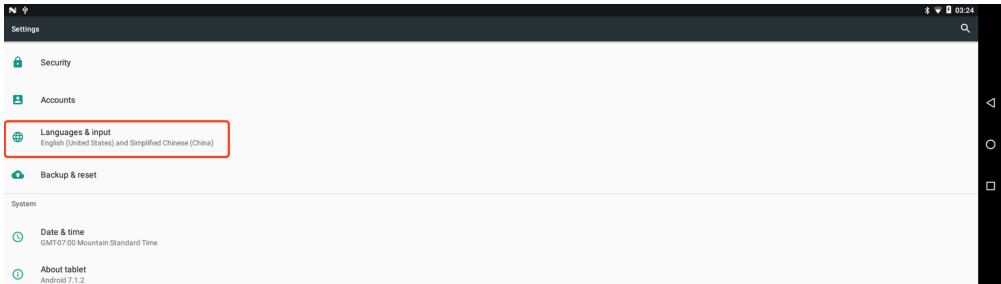 03:24
Settings
Security
Accounts
Languages & input
English (United States) and Simplified Chinese (China)
Backup & reset
System
Date & time
GMT-07:00 Mountain Standard Time
About tablet
Android 7.1.2